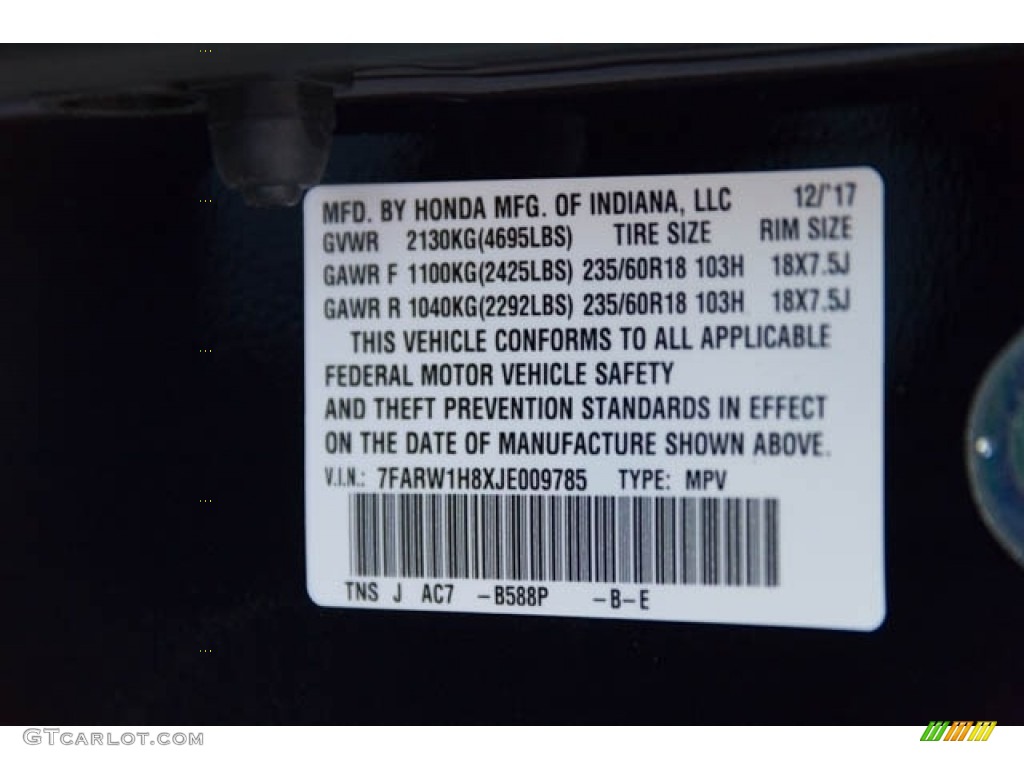 MFD. BY HONDA MFG. OF INDIANA, LLC 12/'17
GVWR 2130KG(4695LBS) TIRE SIZE RIM SIZE
GAWR F 1100KG(2425LBS) 235/60R18 103H 18X7.5J
GAWR R 1040KG(2292LBS) 235/60R18 103H 18X7.5J
THIS VEHICLE CONFORMS TO ALL APPLICABLE
FEDERAL MOTOR VEHICLE SAFETY
AND THEFT PREVENTION STANDARDS IN EFFECT
ON THE DATE OF MANUFACTURE SHOWN ABOVE.
V.I.N.: 7FARW1H8XJE009785 TYPE: MPV
TNS J AC7 -B588P -B-E
GTCarlot.com